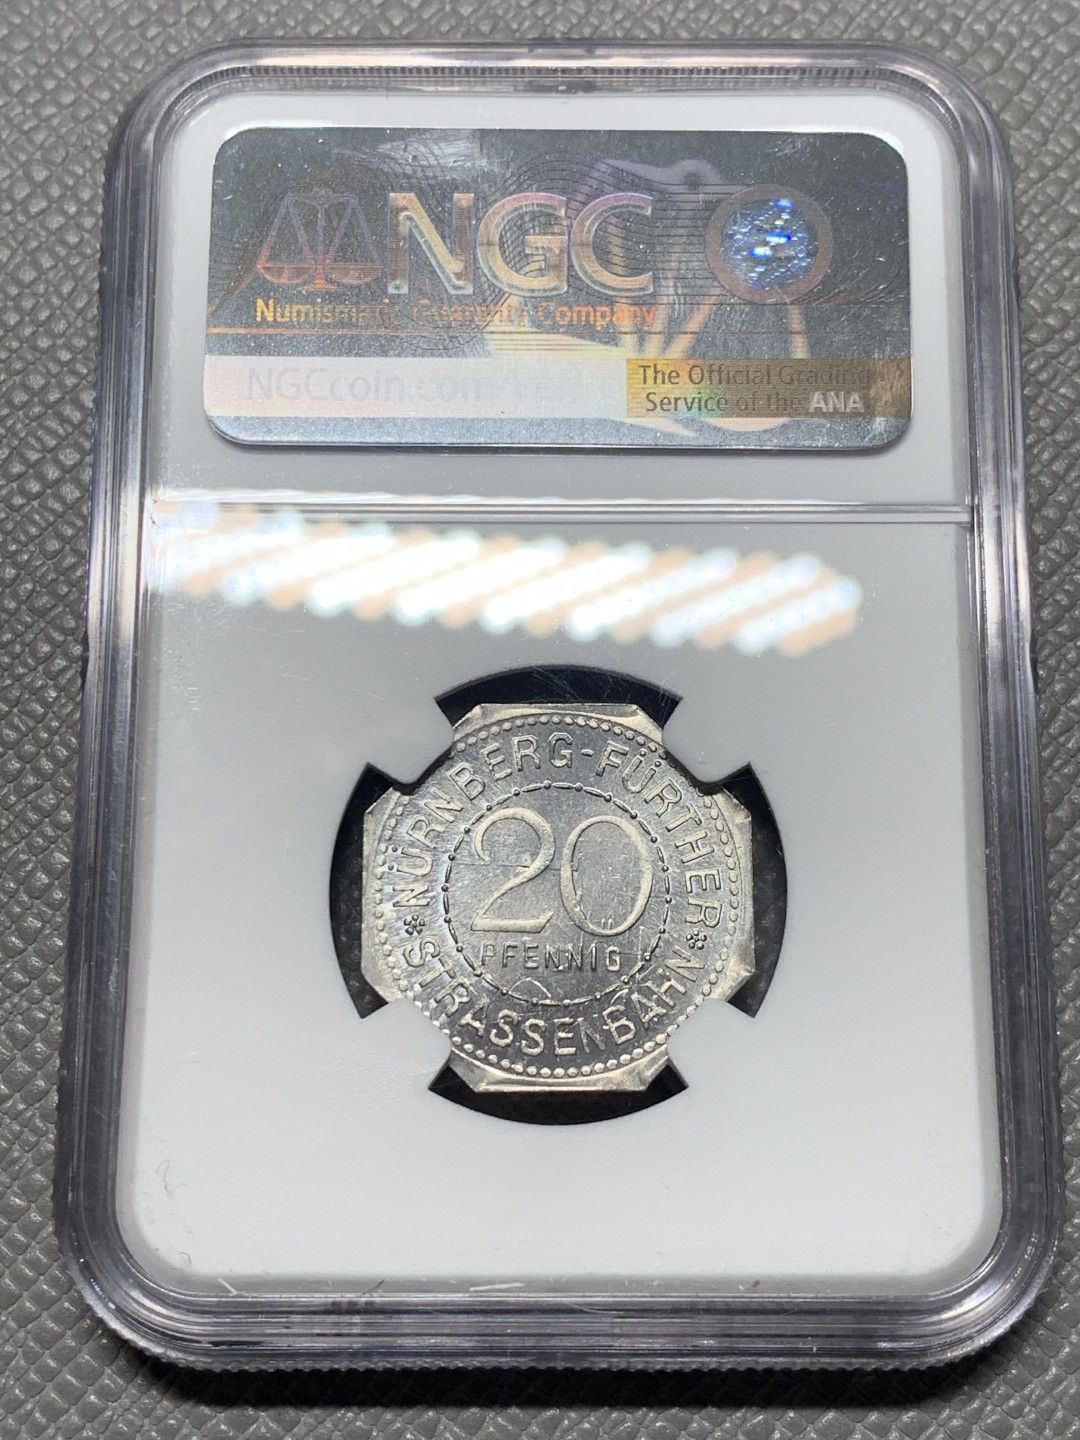 NGC
Numismatic Guaranty Company
NGCcoin.com
The Official Grading
Service of the ANA
NÜRNBERG-FÜRTHER
20
PFENNIG
STRASSENBAHN